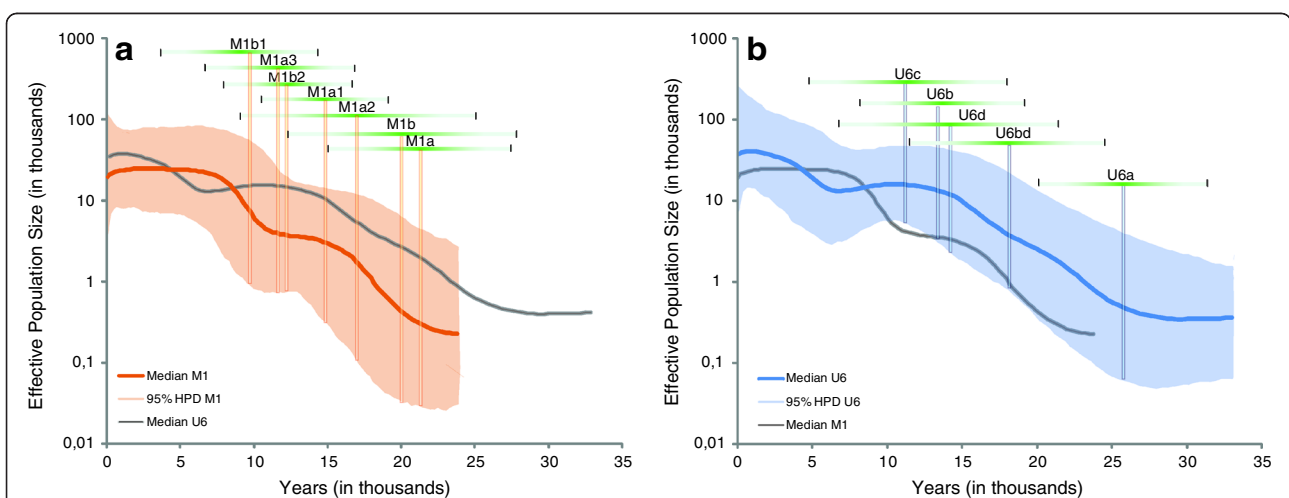 a
Effective Population Size (in thousands)
1000
100
10
1
0,1
0,01
M1b1
M1a3
M1b2
M1a1
M1a2
M1b
M1a
Median M1
95% HPD M1
Median U6
0 5 10 15 20 25 30 35
Years (in thousands)
b
Effective Population Size (in thousands)
1000
100
10
1
0,1
0,01
U6c
U6b
U6d
U6bd
U6a
Median U6
95% HPD U6
Median M1
0 5 10 15 20 25 30 35
Years (in thousands)